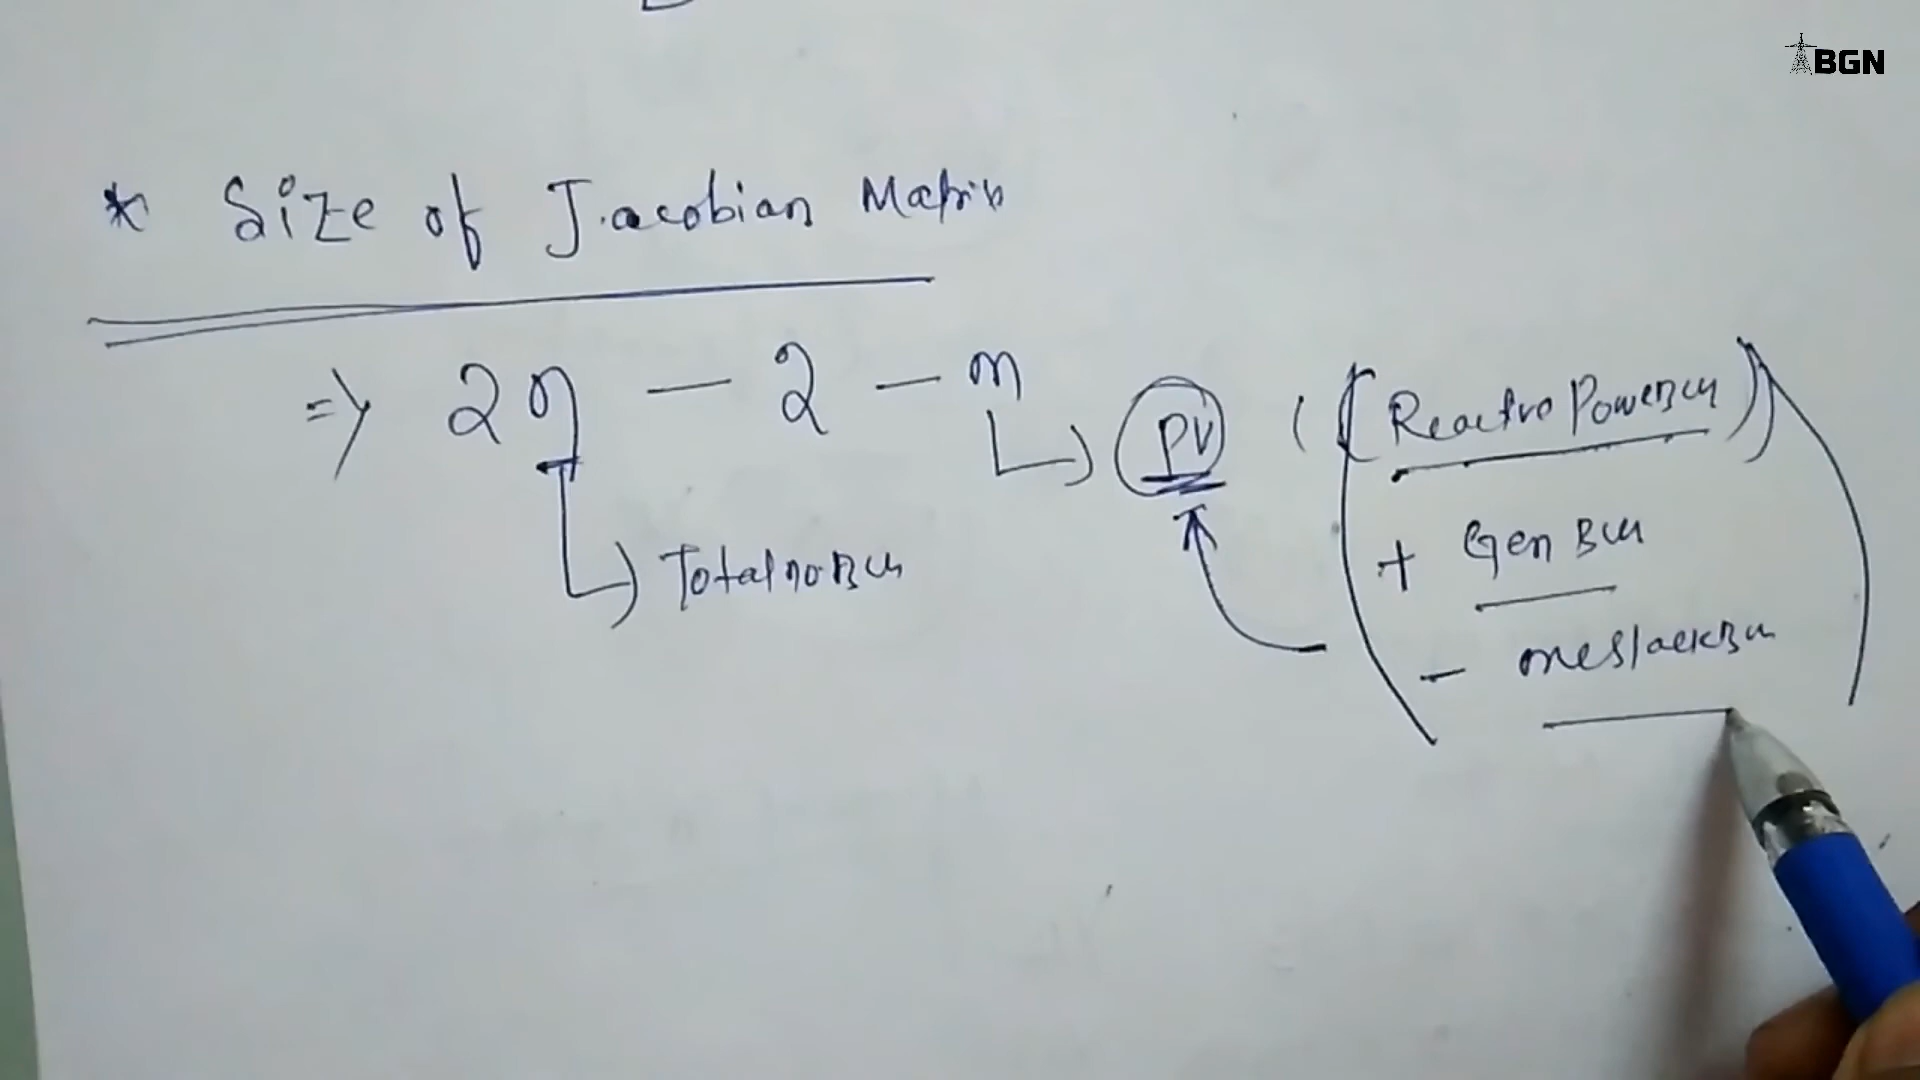 BGN
* Size of Jacobian Matrix
=> 2n - 2 - m
PV ( (Reactive Power Bus)
+ Gen Bus
Total no Bus
- one slack Bus